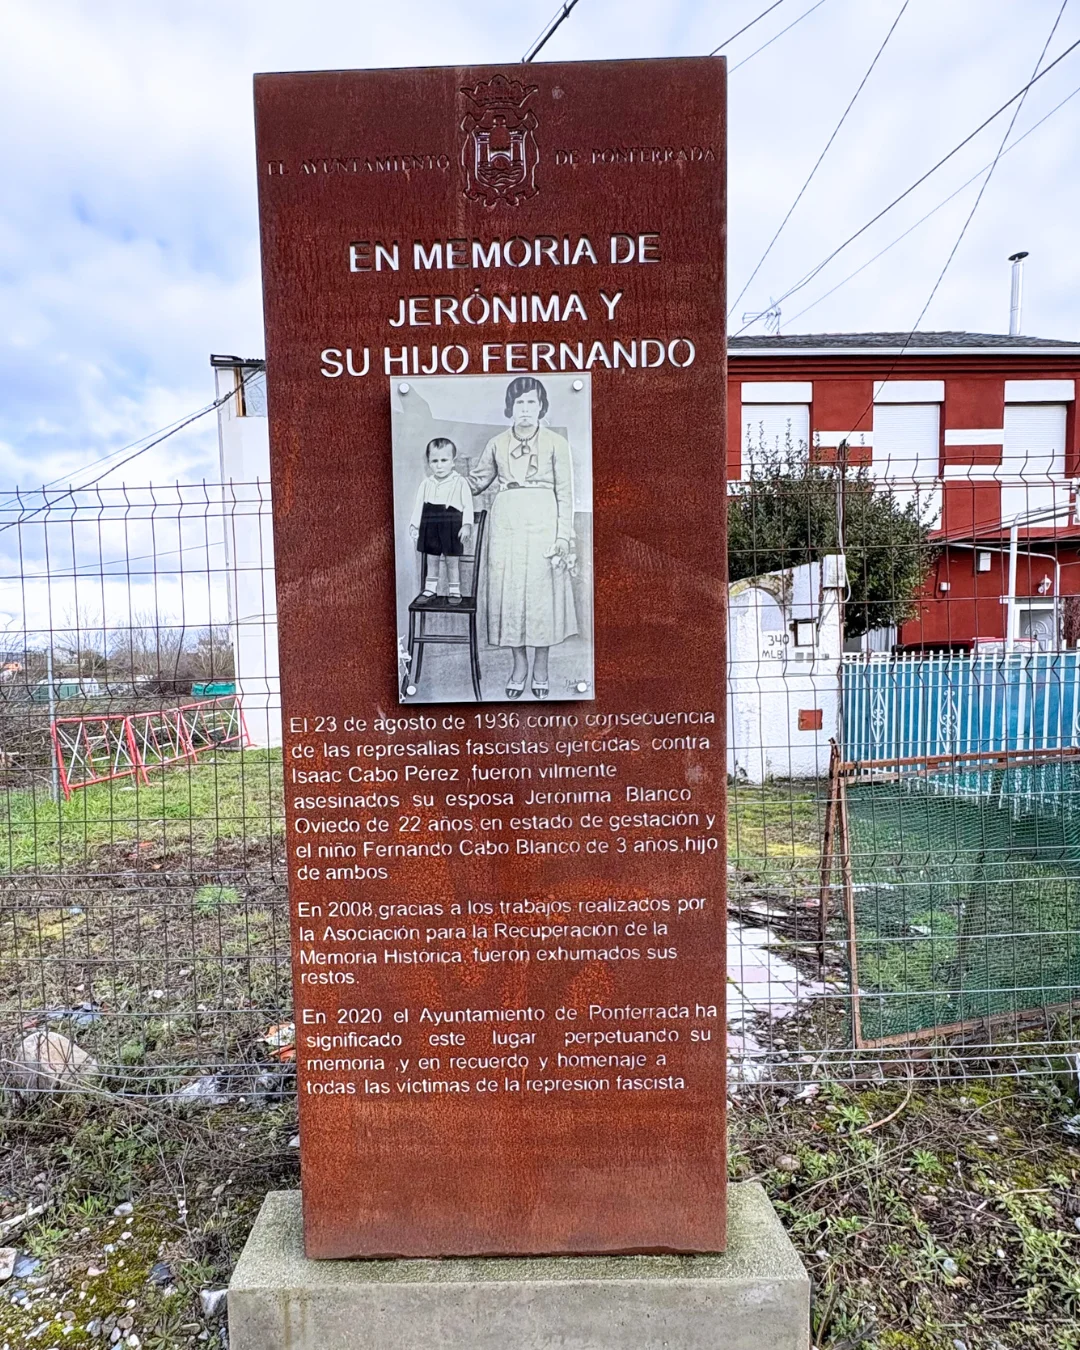 EL AYUNTAMIENTO DE PONFERRADA
EN MEMORIA DE
JERÓNIMA Y
SU HIJO FERNANDO
El 23 de agosto de 1936 como consecuencia
de las represalias fascistas ejercidas contra
Isaac Cabo Pérez ,fueron vilmente
asesinados su esposa Jerónima Blanco
Oviedo de 22 años en estado de gestación y
el niño Fernando Cabo Blanco de 3 años,hijo
de ambos
En 2008,gracias a los trabajos realizados por
la Asociación para la Recuperación de la
Memoria Histórica, fueron exhumados sus
restos.
En 2020 el Ayuntamiento de Ponferrada ha
significado este lugar perpetuando su
memoria ,y en recuerdo y homenaje a
todas las víctimas de la represión fascista.
340
MLB